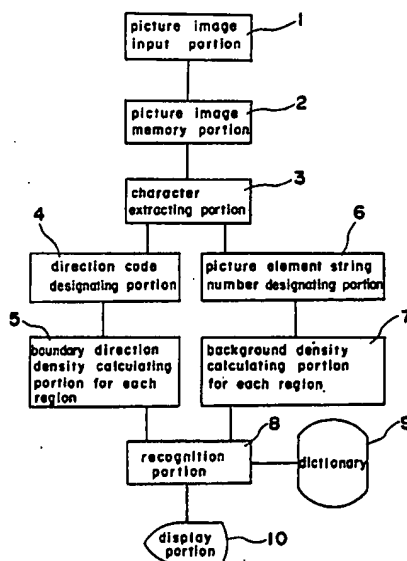 picture image
input portion
1
picture image
memory portion
2
character
extracting portion
3
4
direction code
designating portion
6
picture element string
number designating portion
5
boundary direction
density calculating
portion for each
region
7
background density
calculating portion
for each region
8
recognition
portion
9
dictionary
display
portion
10